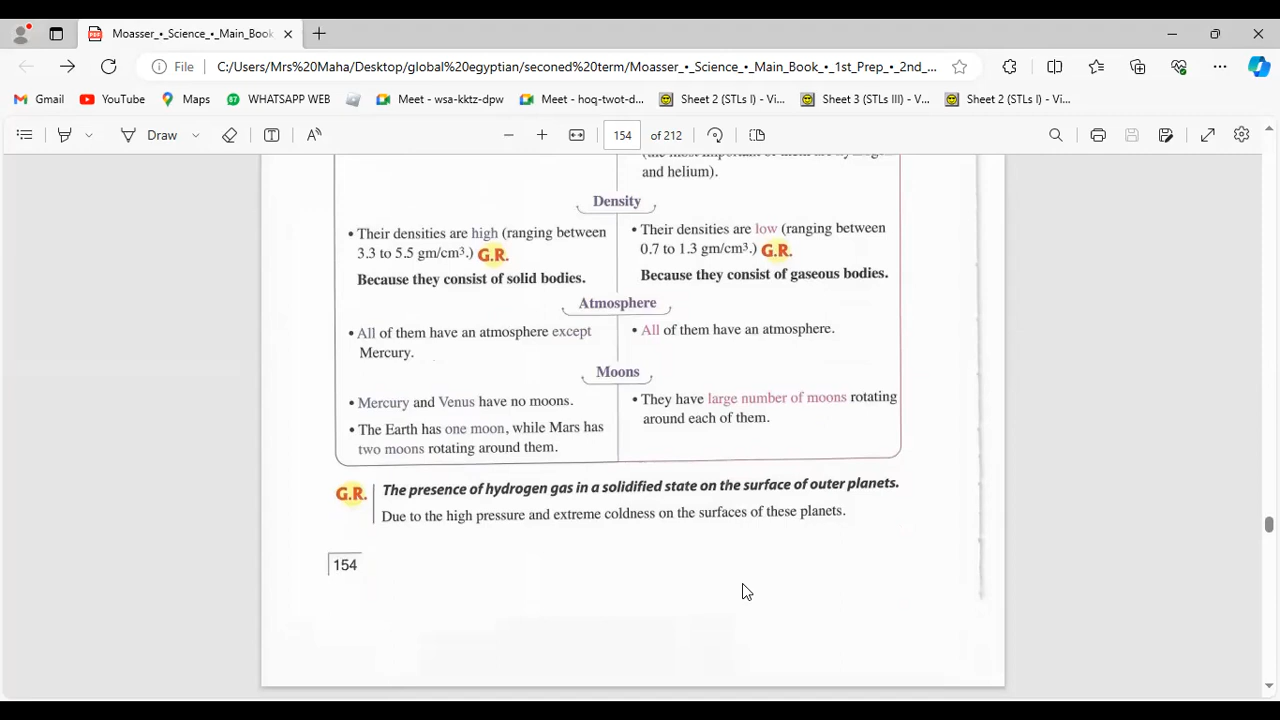 Moasser_•_Science_•_Main_Book
File
C:/Users/Mrs%20Maha/Desktop/global%20egyptian/seconed%20term/Moasser_•_Science_•_Main_Book_•_1st_Prep_•_2nd_...
Gmail
YouTube
Maps
WHATSAPP WEB
Meet - wsa-kktz-dpw
Meet - hoq-twot-d...
Sheet 2 (STLs I) - Vi...
Sheet 3 (STLs III) - V...
Sheet 2 (STLs I) - Vi...
Draw
154
of 212
(the most important of them are hydrogen
and helium).
Density
• Their densities are high (ranging between
3.3 to 5.5 gm/cm³.) G.R.
Because they consist of solid bodies.
• Their densities are low (ranging between
0.7 to 1.3 gm/cm³.) G.R.
Because they consist of gaseous bodies.
Atmosphere
• All of them have an atmosphere except
Mercury.
• All of them have an atmosphere.
Moons
• Mercury and Venus have no moons.
• The Earth has one moon, while Mars has
two moons rotating around them.
• They have large number of moons rotating
around each of them.
G.R. The presence of hydrogen gas in a solidified state on the surface of outer planets.
Due to the high pressure and extreme coldness on the surfaces of these planets.
154